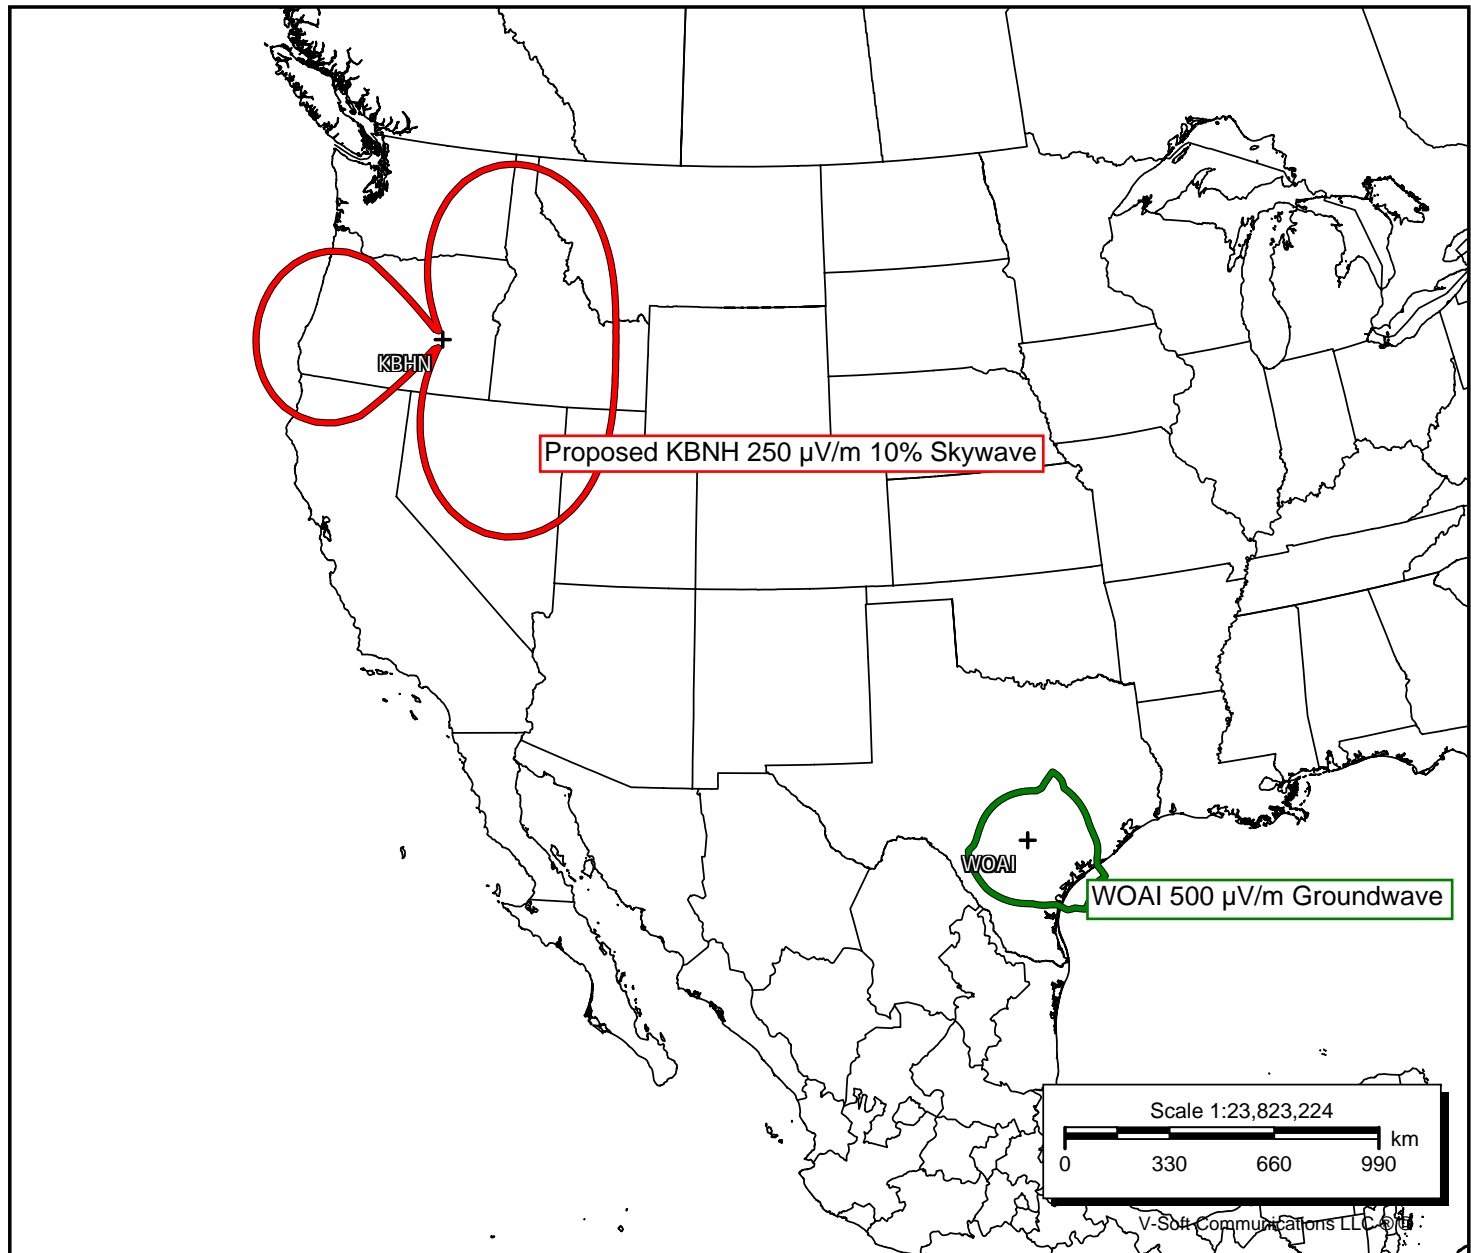 KBHN
Proposed KBNH 250 µV/m 10% Skywave
WOAI
WOAI 500 µV/m Groundwave
Scale 1:23,823,224
km
0 330 660 990
V-Soft Communications LLC ® ©